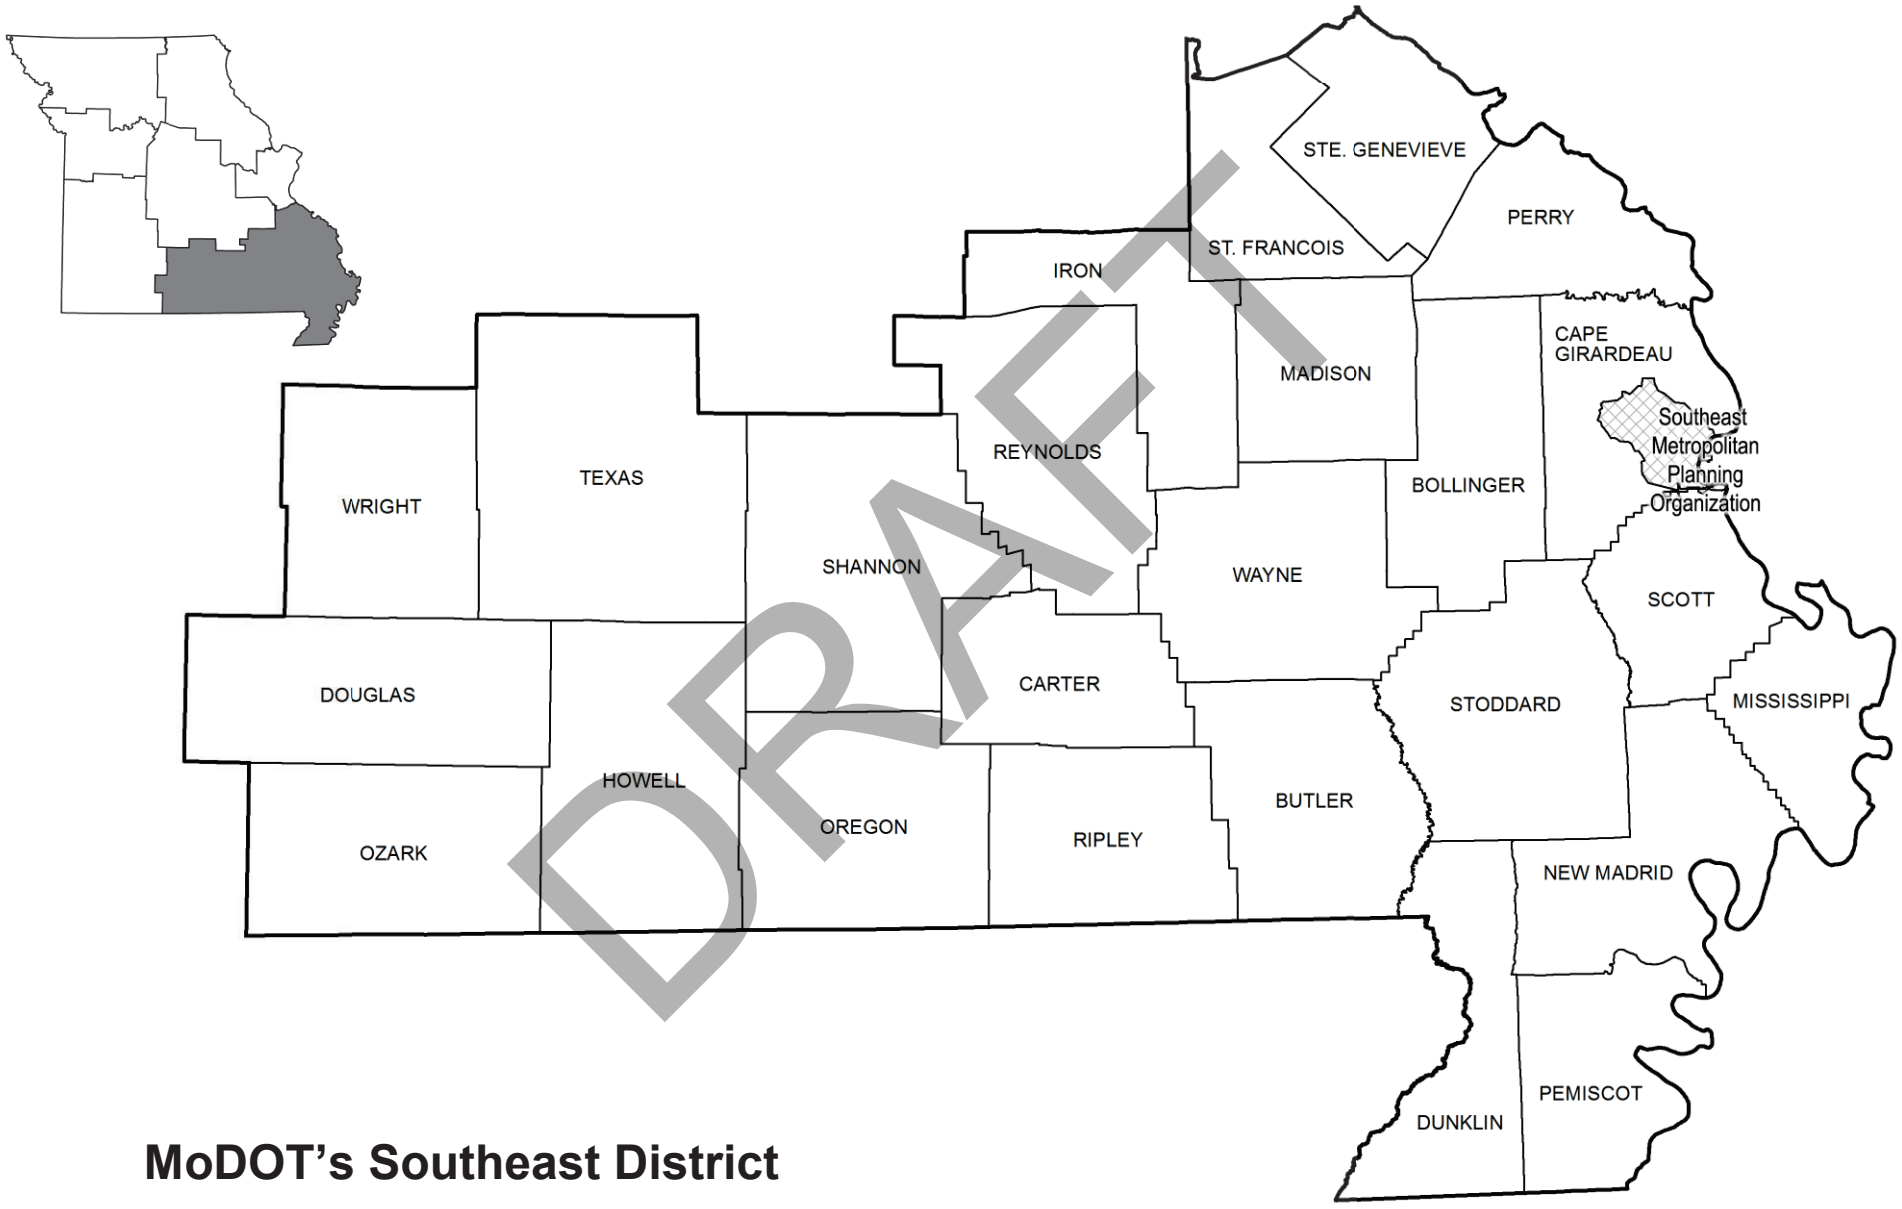 STE. GENEVIEVE
PERRY
ST. FRANCOIS
IRON
CAPE
GIRARDEAU
MADISON
Southeast
Metropolitan
Planning
Organization
REYNOLDS
TEXAS
BOLLINGER
WRIGHT
SHANNON
WAYNE
SCOTT
CARTER
DOUGLAS
MISSISSIPPI
STODDARD
HOWELL
BUTLER
OREGON
RIPLEY
OZARK
NEW MADRID
PEMISCOT
DUNKLIN
DRAFT
MoDOT’s Southeast District